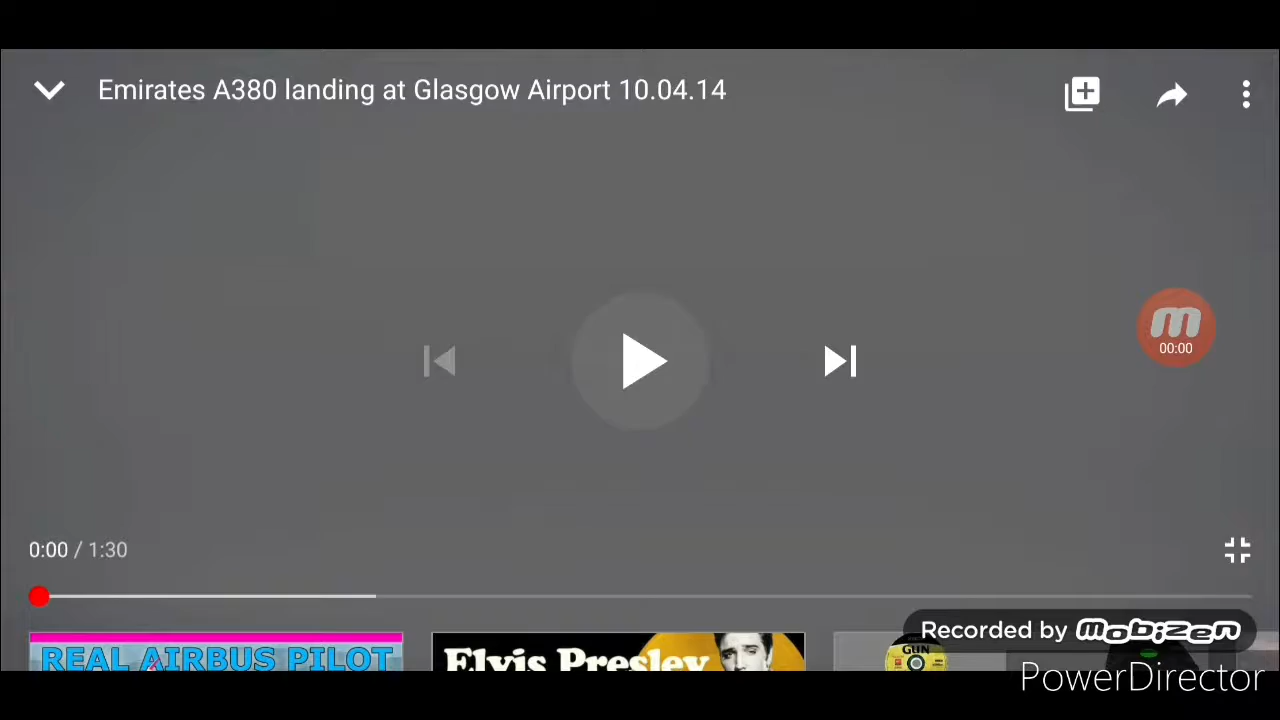 Emirates A380 landing at Glasgow Airport 10.04.14
m
00:00
0:00 / 1:30
Recorded by mobizen
REAL AIRBUS PILOT
Elvis Presley
GUN
PowerDirector